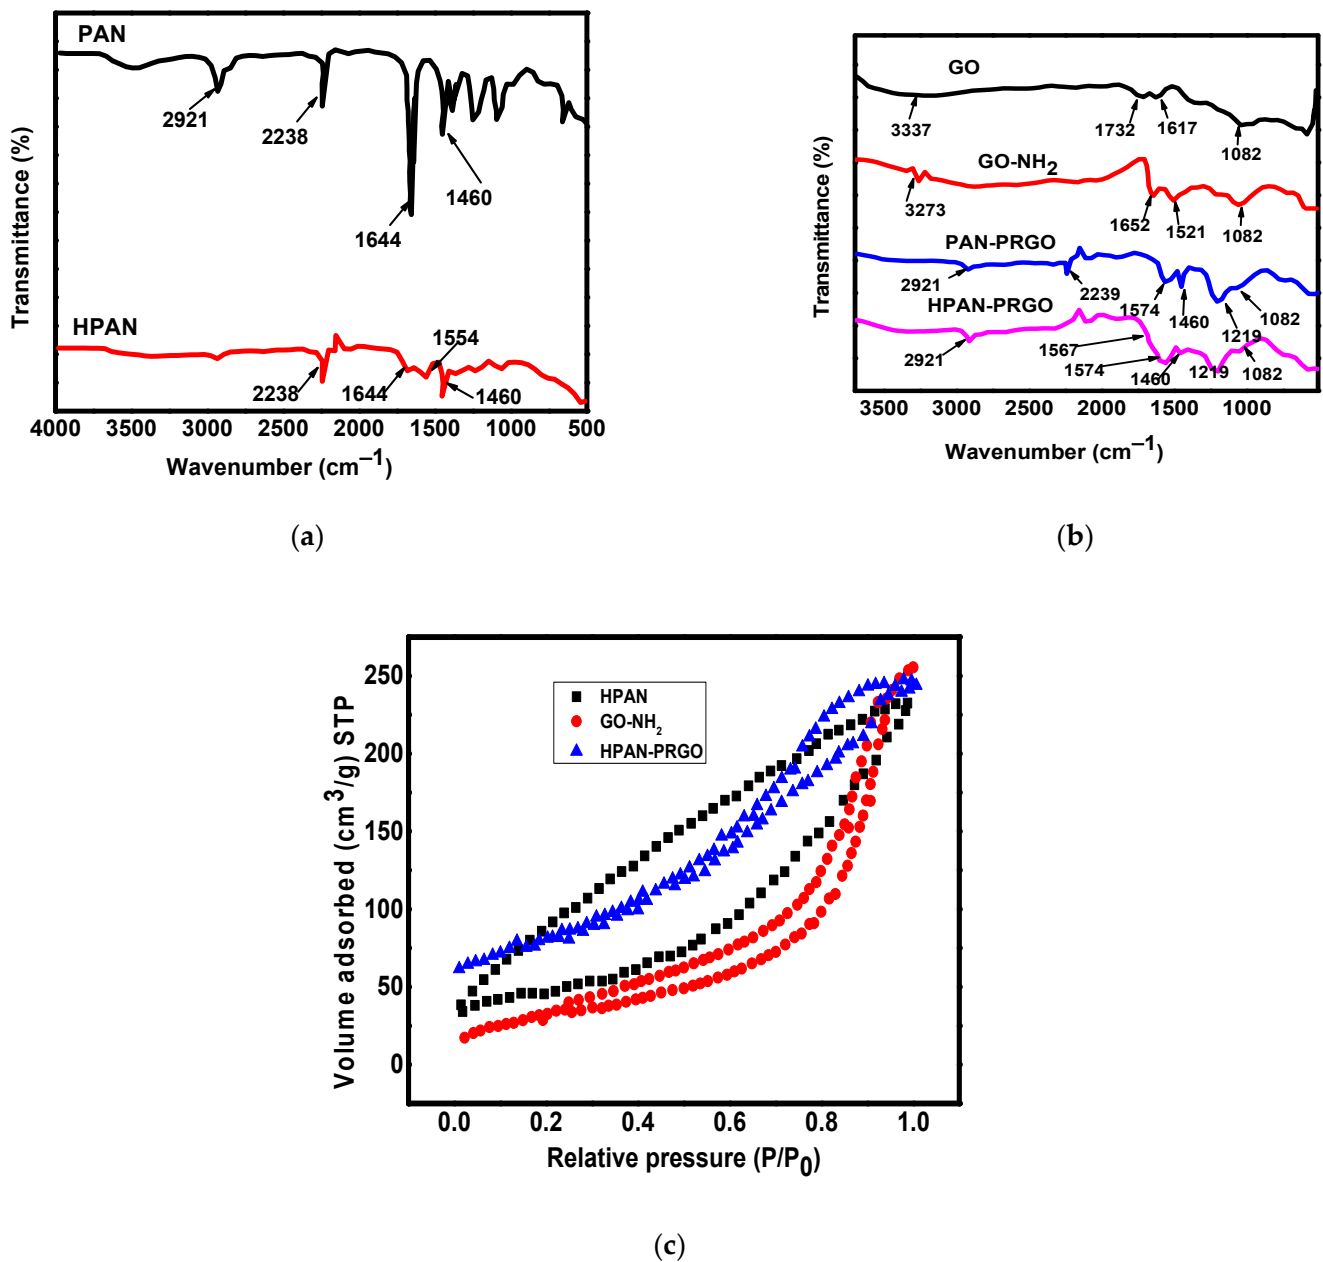 PAN
2921
2238
1460
1644
HPAN
1554
2238
1644
1460
4000 3500 3000 2500 2000 1500 1000 500
Wavenumber (cm–1)
Transmittance (%)
(a)
GO
3337
1732
1617
1082
GO-NH2
3273
1652
1521
1082
PAN-PRGO
2921
2239
1574
1460
1219
1082
HPAN-PRGO
2921
1567
1574
1460
1219
1082
3500 3000 2500 2000 1500 1000
Wavenumber (cm–1)
Transmittance (%)
(b)
250
200
150
100
50
0
HPAN
GO-NH2
HPAN-PRGO
0.0 0.2 0.4 0.6 0.8 1.0
Relative pressure (P/P0)
Volume adsorbed (cm3/g) STP
(c)